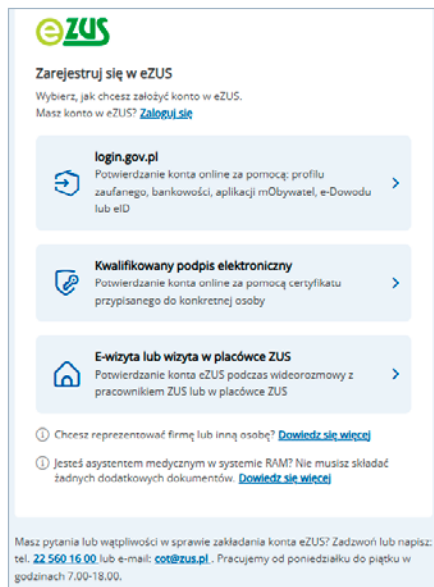 eZUS
Zarejestruj się w eZUS
Wybierz, jak chcesz założyć konto w eZUS.
Masz konto w eZUS? Zaloguj się
login.gov.pl
Potwierdzanie konta online za pomocą: profilu
zaufanego, bankowości, aplikacji mObywatel, e-Dowodu
lub eID
Kwalifikowany podpis elektroniczny
Potwierdzanie konta online za pomocą certyfikatu
przypisanego do konkretnej osoby
E-wizyta lub wizyta w placówce ZUS
Potwierdzanie konta eZUS podczas wideorozmowy z
pracownikiem ZUS lub w placówce ZUS
Chcesz reprezentować firmę lub inną osobę? Dowiedz się więcej
Jesteś asystentem medycznym w systemie RAM? Nie musisz składać
żadnych dodatkowych dokumentów. Dowiedz się więcej
Masz pytania lub wątpliwości w sprawie zakładania konta eZUS? Zadzwoń lub napisz:
tel. 22 560 16 00 lub e-mail: cot@zus.pl . Pracujemy od poniedziałku do piątku w
godzinach 7.00-18.00.